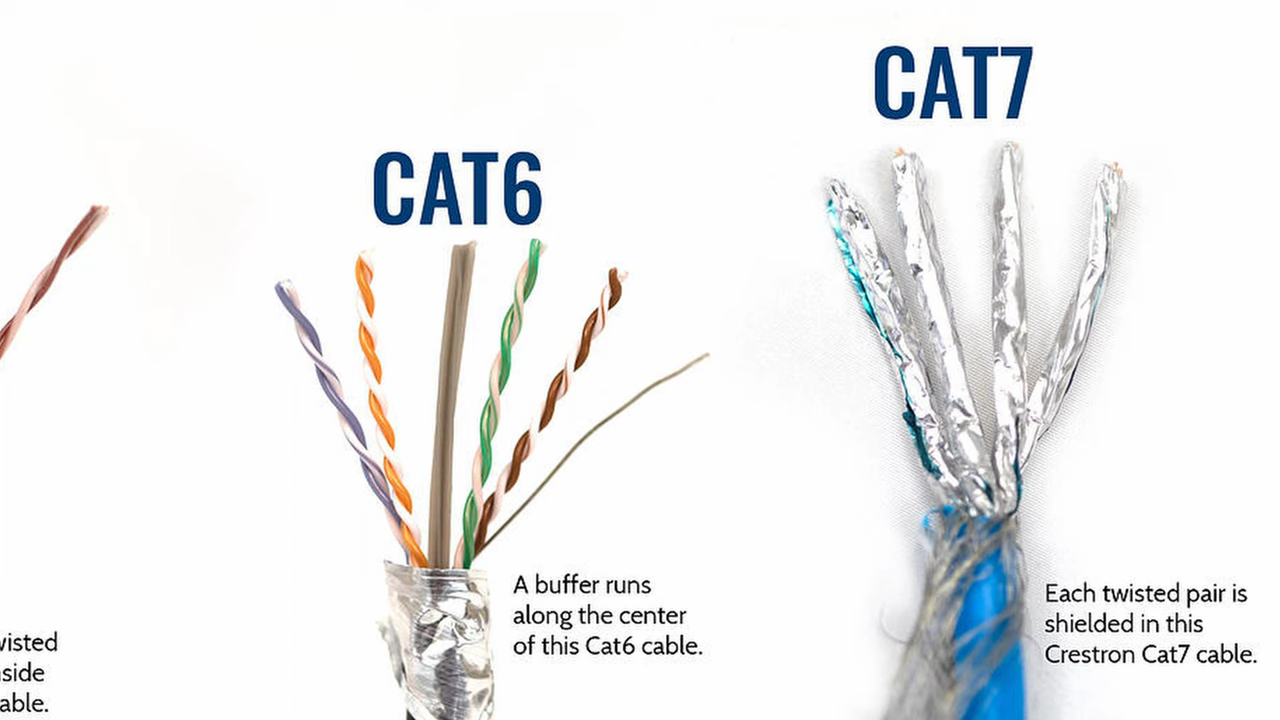 CAT7
CAT6
A buffer runs
along the center
of this Cat6 cable.
Each twisted pair is
shielded in this
Crestron Cat7 cable.